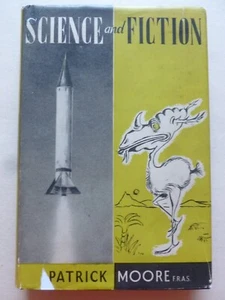 SCIENCE and FICTION
PATRICK MOORE F.R.A.S.